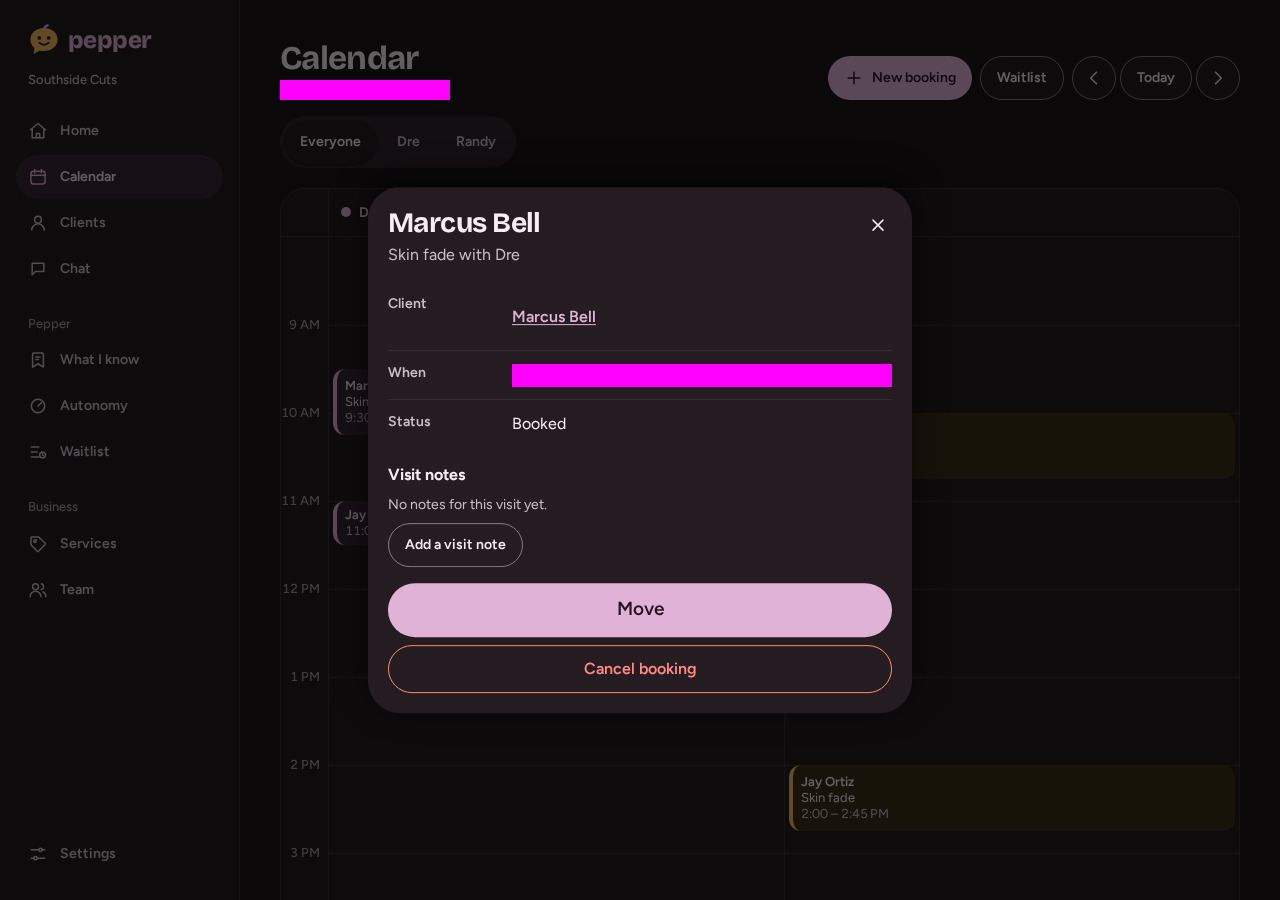 pepper
Southside Cuts
Home
Calendar
Clients
Chat
Pepper
What I know
Autonomy
Waitlist
Business
Services
Team
Settings
Calendar
New booking
Waitlist
Today
Everyone
Dre
Randy
9 AM
10 AM
11 AM
12 PM
1 PM
2 PM
3 PM
Marcus Bell
Skin fade with Dre
Client
Marcus Bell
When
Status
Booked
Visit notes
No notes for this visit yet.
Add a visit note
Move
Cancel booking
Jay Ortiz
Skin fade
2:00 – 2:45 PM